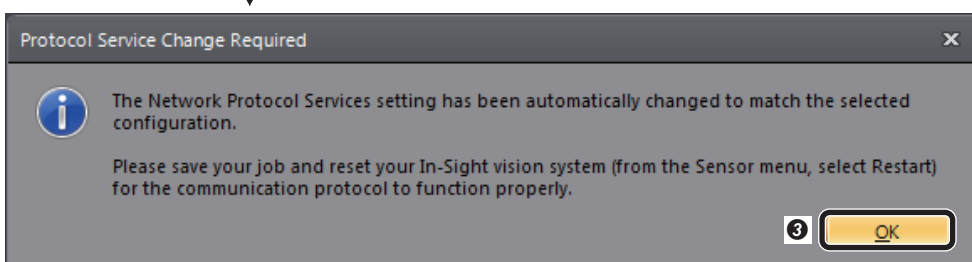 Protocol Service Change Required
The Network Protocol Services setting has been automatically changed to match the selected
configuration.
Please save your job and reset your In-Sight vision system (from the Sensor menu, select Restart)
for the communication protocol to function properly.
❸ OK